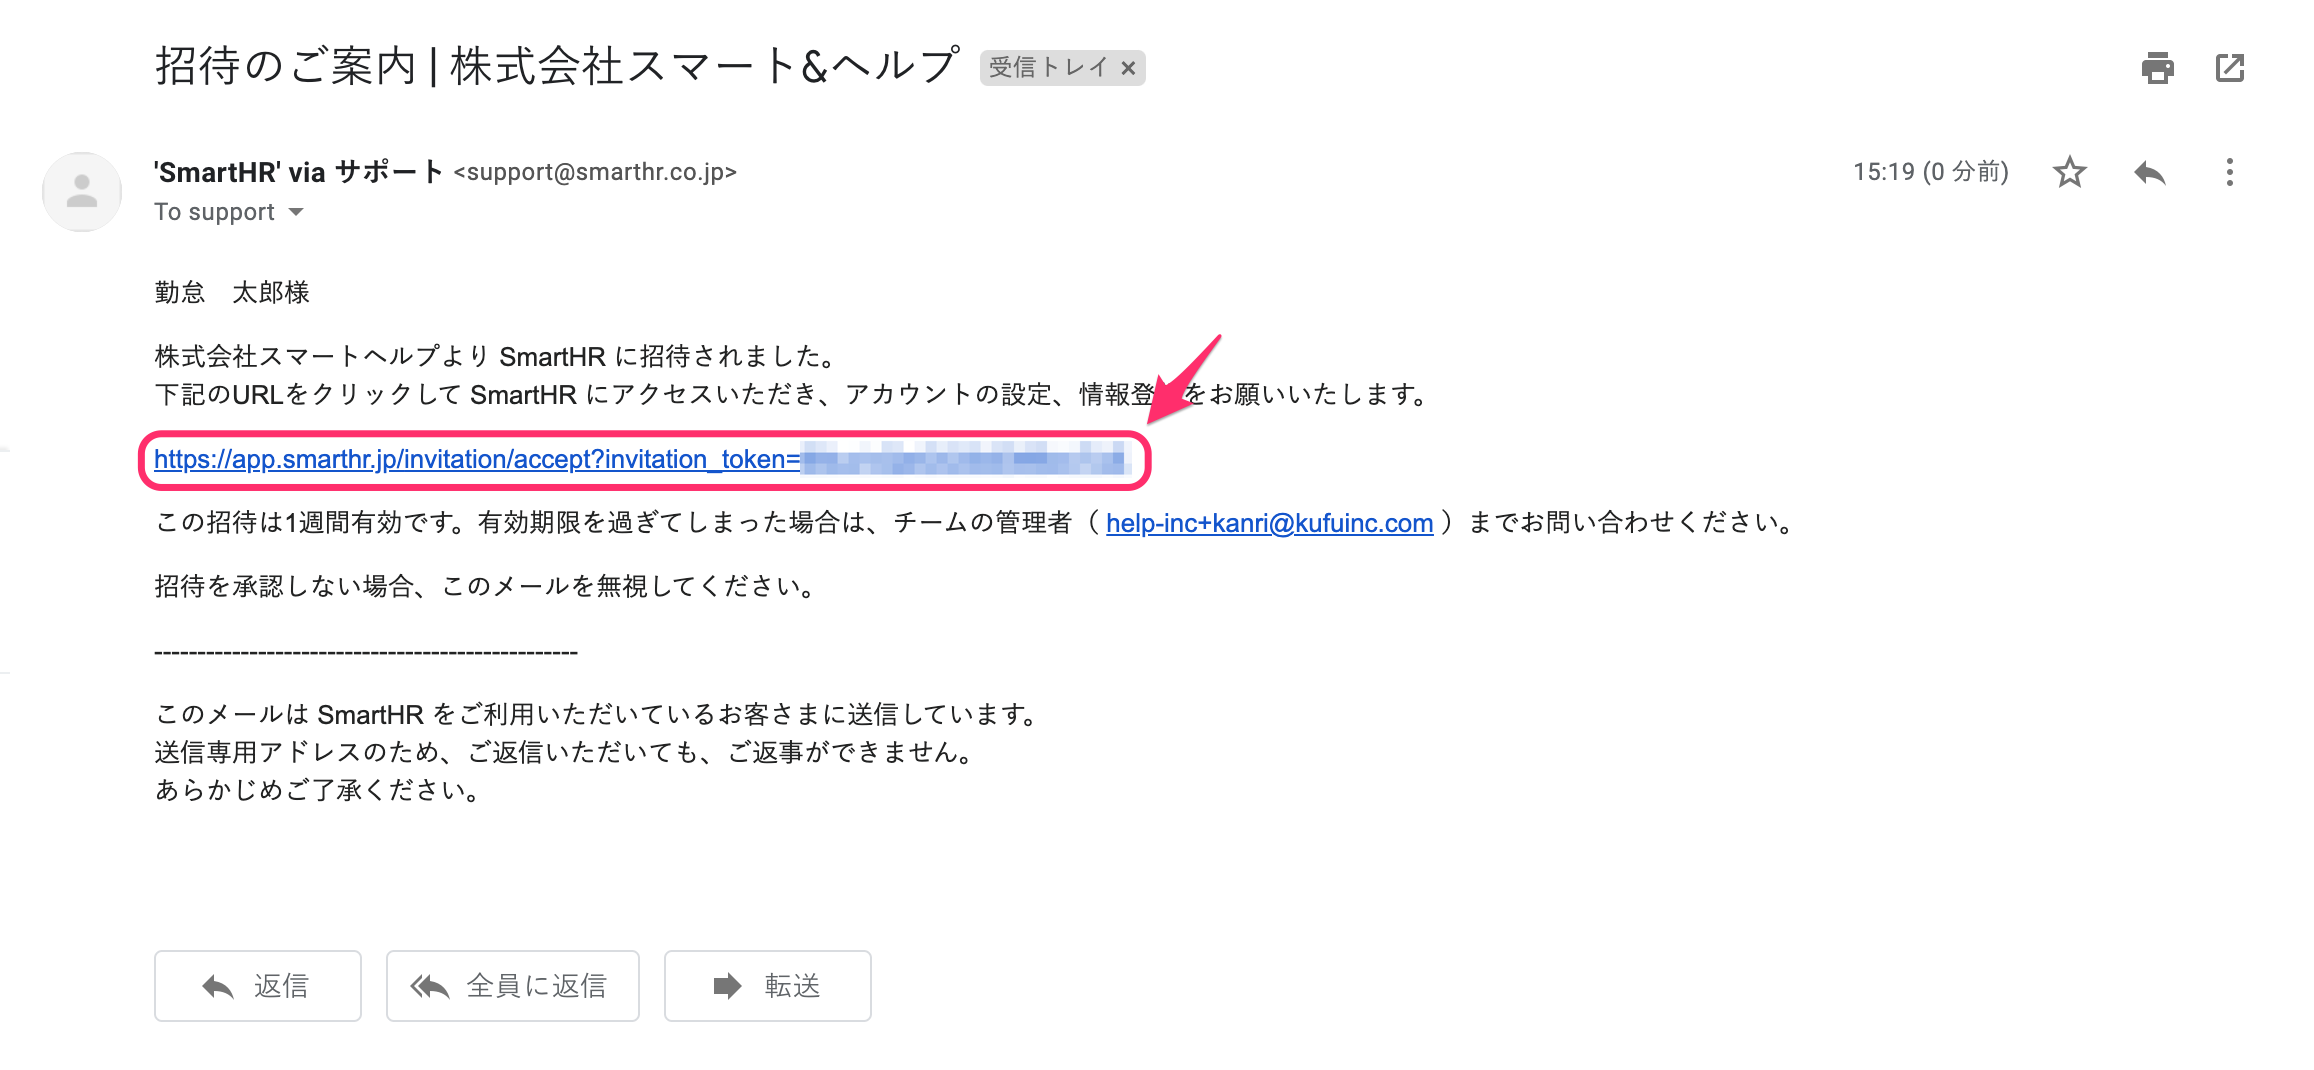 招待のご案内 | 株式会社スマート&ヘルプ 受信トレイ ×
'SmartHR' via サポート <support@smarthr.co.jp> 15:19 (0 分前)
To support
勤怠　太郎様
株式会社スマートヘルプより SmartHR に招待されました。
下記のURLをクリックして SmartHR にアクセスいただき、アカウントの設定、情報登 をお願いいたします。
https://app.smarthr.jp/invitation/accept?invitation_token=
この招待は1週間有効です。有効期限を過ぎてしまった場合は、チームの管理者（ help-inc+kanri@kufuinc.com ）までお問い合わせください。
招待を承認しない場合、このメールを無視してください。
-------------------------------------------------
このメールは SmartHR をご利用いただいているお客さまに送信しています。
送信専用アドレスのため、ご返信いただいても、ご返事ができません。
あらかじめご了承ください。
返信 全員に返信 転送